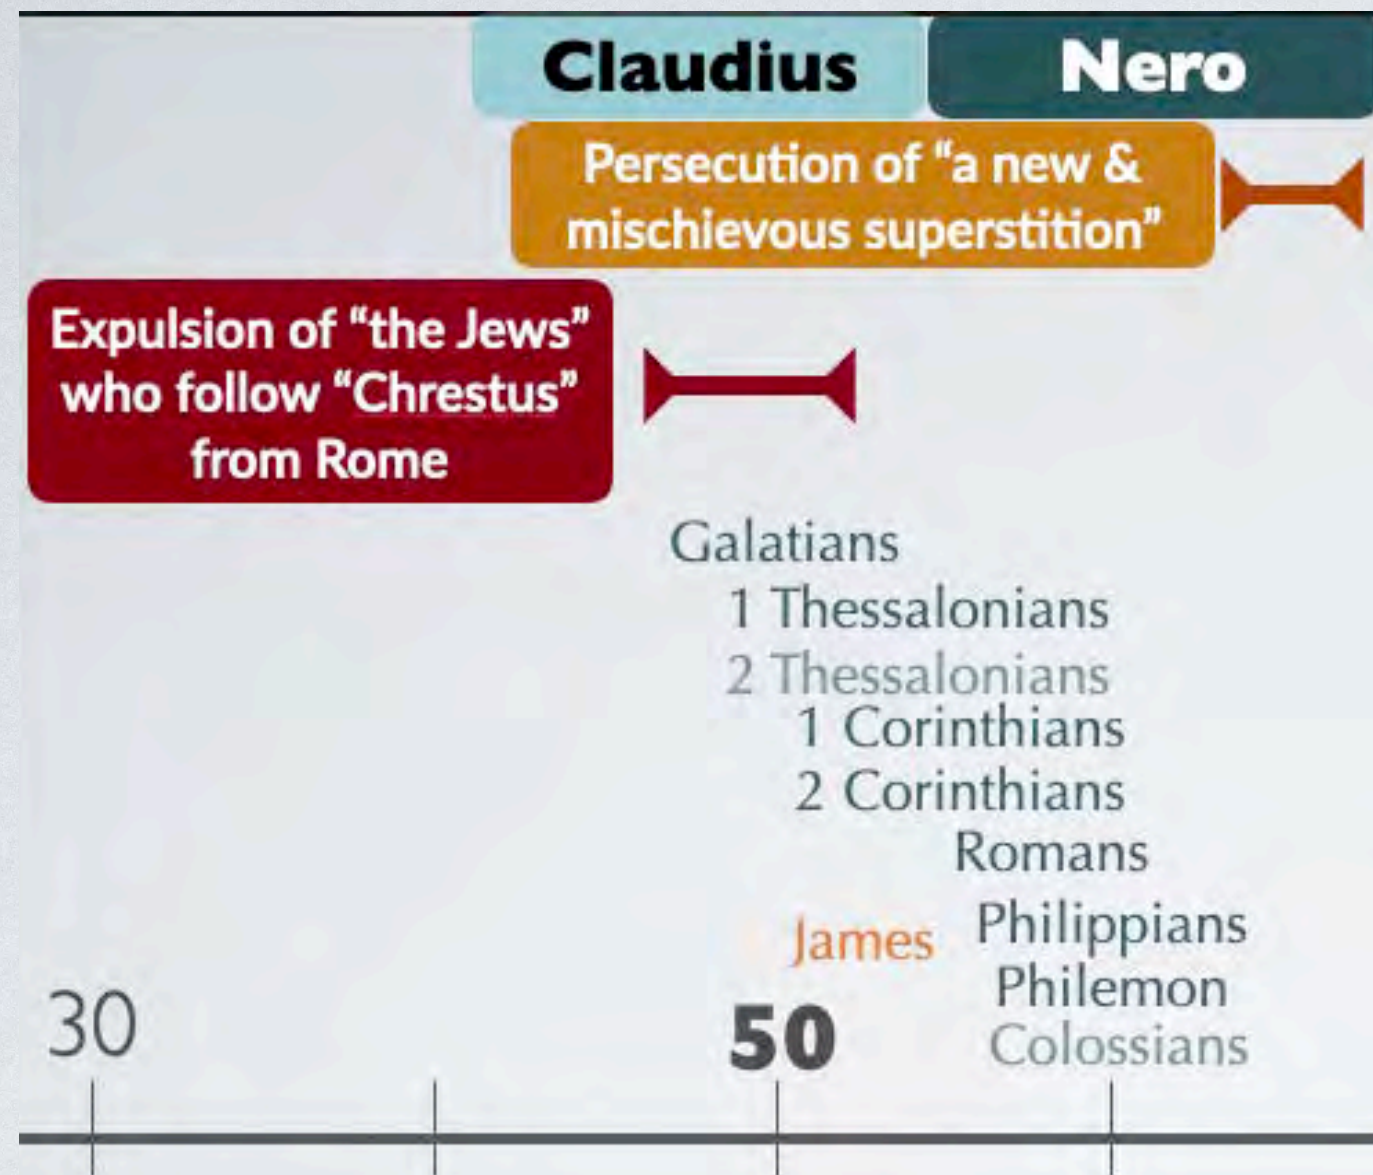 Claudius
Nero
Persecution of “a new &
mischievous superstition”
Expulsion of “the Jews”
who follow “Chrestus”
from Rome
Galatians
1 Thessalonians
2 Thessalonians
1 Corinthians
2 Corinthians
Romans
James
Philippians
Philemon
Colossians
30
50